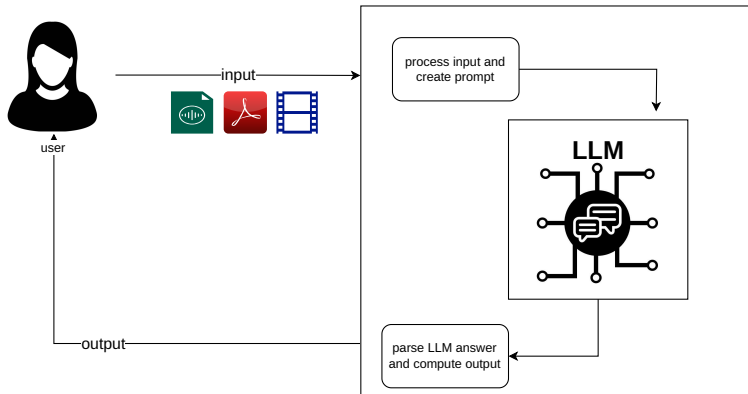 input
process input and
create prompt
user
LLM
output
parse LLM answer
and compute output